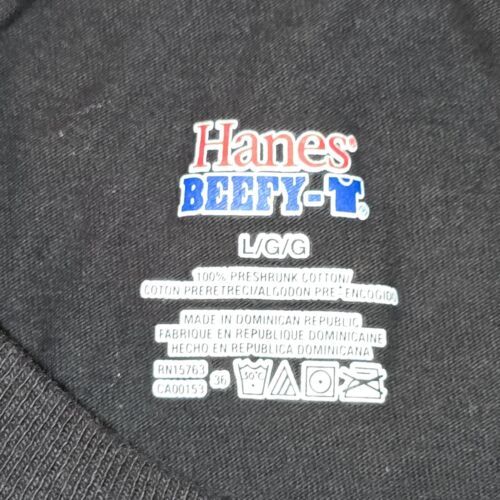 Hanes®
BEEFY-T®
L/G/G
100% PRESHRUNK COTTON/
COTON PRERETRECI/ALGODON PRE-ENCOGIDO
MADE IN DOMINICAN REPUBLIC
FABRIQUE EN REPUBLIQUE DOMINICAINE
HECHO EN REPUBLICA DOMINICANA
RN15763
CA00153
36
30°C